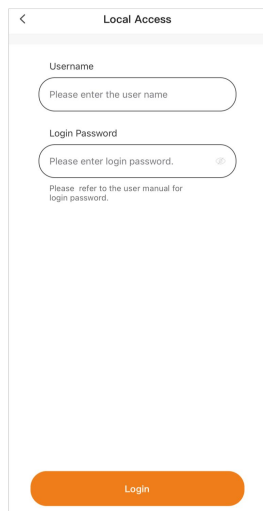 Local Access
Username
Please enter the user name
Login Password
Please enter login password.
Please refer to the user manual for
login password.
Login